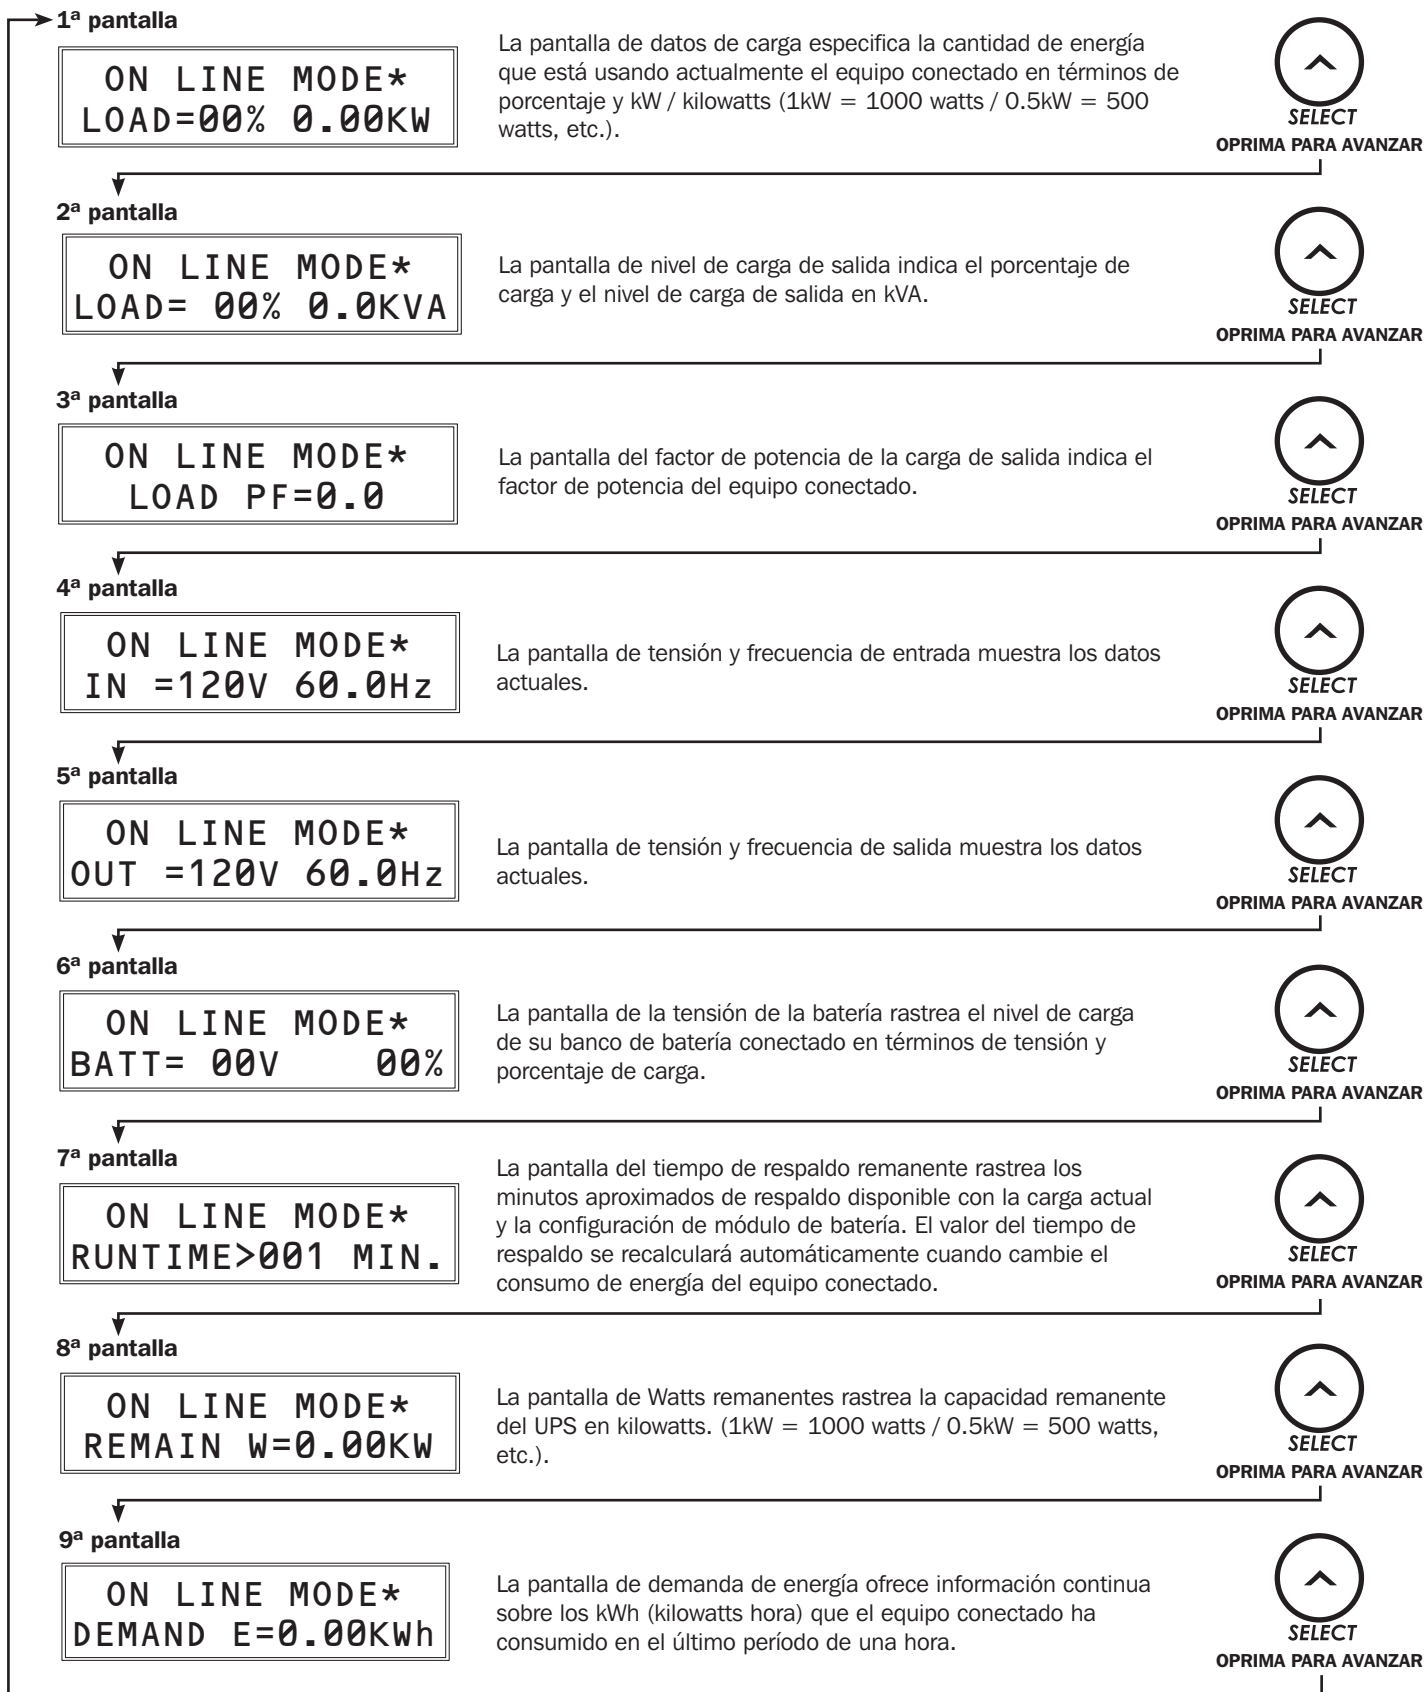 1ª pantalla
ON LINE MODE*
LOAD=00% 0.00KW
La pantalla de datos de carga especifica la cantidad de energía
que está usando actualmente el equipo conectado en términos de
porcentaje y kW / kilowatts (1kW = 1000 watts / 0.5kW = 500
watts, etc.).
SELECT
OPRIMA PARA AVANZAR
2ª pantalla
ON LINE MODE*
LOAD= 00% 0.0KVA
La pantalla de nivel de carga de salida indica el porcentaje de
carga y el nivel de carga de salida en kVA.
SELECT
OPRIMA PARA AVANZAR
3ª pantalla
ON LINE MODE*
LOAD PF=0.0
La pantalla del factor de potencia de la carga de salida indica el
factor de potencia del equipo conectado.
SELECT
OPRIMA PARA AVANZAR
4ª pantalla
ON LINE MODE*
IN =120V 60.0Hz
La pantalla de tensión y frecuencia de entrada muestra los datos
actuales.
SELECT
OPRIMA PARA AVANZAR
5ª pantalla
ON LINE MODE*
OUT =120V 60.0Hz
La pantalla de tensión y frecuencia de salida muestra los datos
actuales.
SELECT
OPRIMA PARA AVANZAR
6ª pantalla
ON LINE MODE*
BATT= 00V 00%
La pantalla de la tensión de la batería rastrea el nivel de carga
de su banco de batería conectado en términos de tensión y
porcentaje de carga.
SELECT
OPRIMA PARA AVANZAR
7ª pantalla
ON LINE MODE*
RUNTIME>001 MIN.
La pantalla del tiempo de respaldo remanente rastrea los
minutos aproximados de respaldo disponible con la carga actual
y la configuración de módulo de batería. El valor del tiempo de
respaldo se recalculará automáticamente cuando cambie el
consumo de energía del equipo conectado.
SELECT
OPRIMA PARA AVANZAR
8ª pantalla
ON LINE MODE*
REMAIN W=0.00KW
La pantalla de Watts remanentes rastrea la capacidad remanente
del UPS en kilowatts. (1kW = 1000 watts / 0.5kW = 500 watts,
etc.).
SELECT
OPRIMA PARA AVANZAR
9ª pantalla
ON LINE MODE*
DEMAND E=0.00KWh
La pantalla de demanda de energía ofrece información continua
sobre los kWh (kilowatts hora) que el equipo conectado ha
consumido en el último período de una hora.
SELECT
OPRIMA PARA AVANZAR